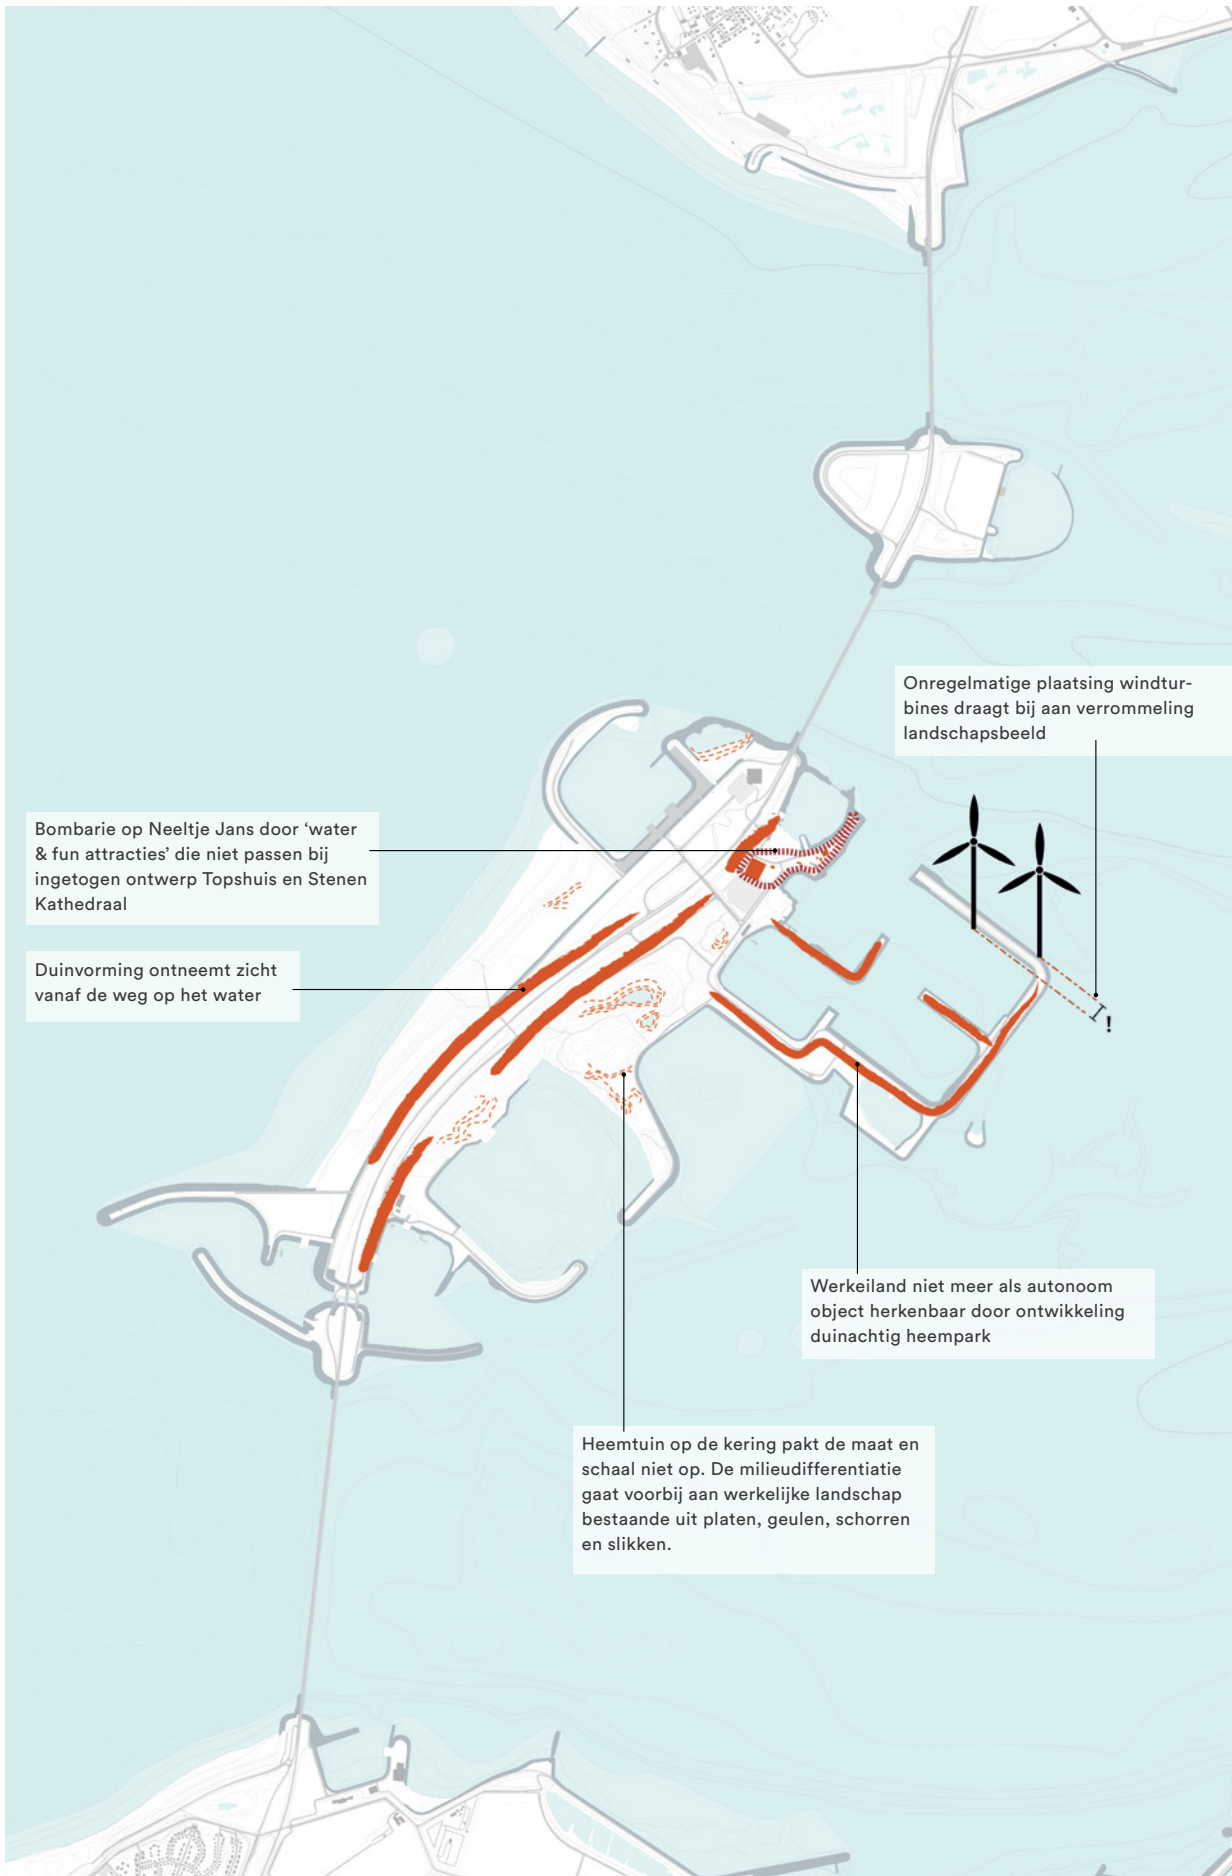 Onregelmatige plaatsing windtur-
bines draagt bij aan verrommeling
landschapsbeeld
Bombarie op Neeltje Jans door ‘water
& fun attracties’ die niet passen bij
ingetogen ontwerp Topshuis en Stenen
Kathedraal
Duinvorming ontneemt zicht
vanaf de weg op het water
!
Werkeiland niet meer als autonoom
object herkenbaar door ontwikkeling
duinachtig heempark
Heemtuin op de kering pakt de maat en
schaal niet op. De milieudifferentiatie
gaat voorbij aan werkelijke landschap
bestaande uit platen, geulen, schorren
en slikken.